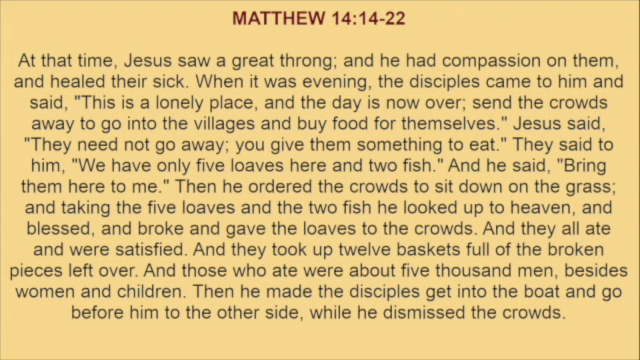 MATTHEW 14:14-22
At that time, Jesus saw a great throng; and he had compassion on them,
and healed their sick. When it was evening, the disciples came to him and
said, "This is a lonely place, and the day is now over; send the crowds
away to go into the villages and buy food for themselves." Jesus said,
"They need not go away; you give them something to eat." They said to
him, "We have only five loaves here and two fish." And he said, "Bring
them here to me." Then he ordered the crowds to sit down on the grass;
and taking the five loaves and the two fish he looked up to heaven, and
blessed, and broke and gave the loaves to the crowds. And they all ate
and were satisfied. And they took up twelve baskets full of the broken
pieces left over. And those who ate were about five thousand men, besides
women and children. Then he made the disciples get into the boat and go
before him to the other side, while he dismissed the crowds.